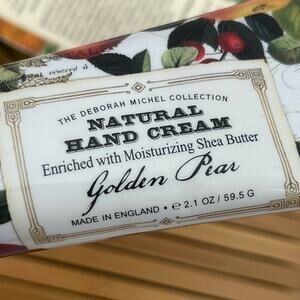 THE DEBORAH MICHEL COLLECTION
NATURAL
HAND CREAM
Enriched with Moisturizing Shea Butter
Golden Pear
MADE IN ENGLAND • ℮ 2.1 OZ / 59.5 G